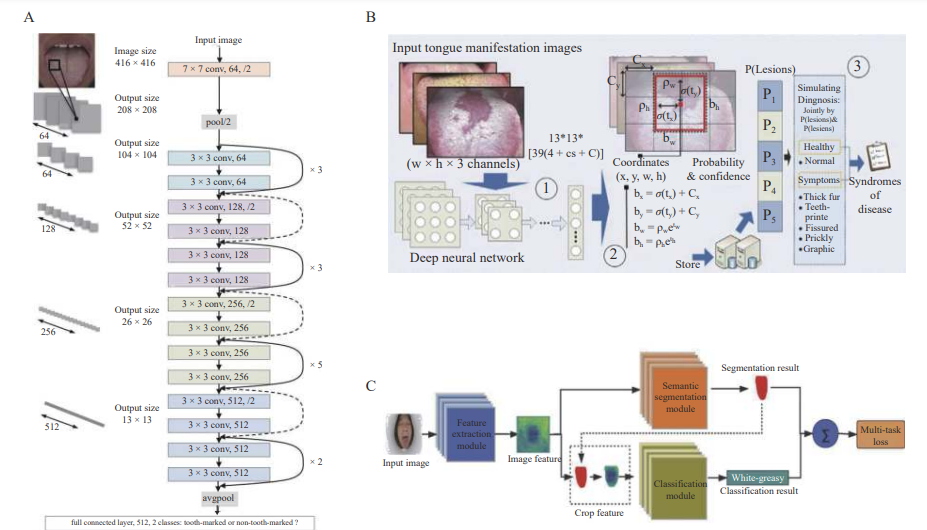 A
Input image
Image size
416 × 416
7 × 7 conv, 64, /2
Output size
208 × 208
64
pool/2
Output size
104 × 104
64
3 × 3 conv, 64
× 3
3 × 3 conv, 64
3 × 3 conv, 128, /2
Output size
52 × 52
128
3 × 3 conv, 128
3 × 3 conv, 128
× 3
3 × 3 conv, 128
3 × 3 conv, 256, /2
Output size
26 × 26
256
3 × 3 conv, 256
3 × 3 conv, 256
× 5
3 × 3 conv, 256
3 × 3 conv, 512, /2
Output size
13 × 13
512
3 × 3 conv, 512
3 × 3 conv, 512
× 2
3 × 3 conv, 512
avgpool
full connected layer, 512, 2 classes: tooth-marked or non-tooth-marked ?
B
Input tongue manifestation images
(w × h × 3 channels)
13*13*
[39(4 + cs + C)]
1
Deep neural network
2
Cx
Cy
ρw
σ(ty)
ρh
σ(tx)
bh
bw
Coordinates
(x, y, w, h)
Probability
& confidence
bx = σ(tx) + Cx
by = σ(ty) + Cy
bw = ρwe^tw
bh = ρhe^th
Store
P(Lesions)
P1
P2
P3
P4
P5
3
Simulating
Dignosis:
Jointly by
P(lesions)&
P(lesiens)
Healthy
• Normal
Symptoms
•Thick fur
• Teeth-
printe
• Fissured
• Prickly
•Graphic
Syndromes
of
disease
C
Input image
Feature
extraction
module
Image feature
Semantic
segmentation
module
Segmentation result
Crop feature
Classification
module
White-greasy
Classification result
Σ
Multi-task
loss